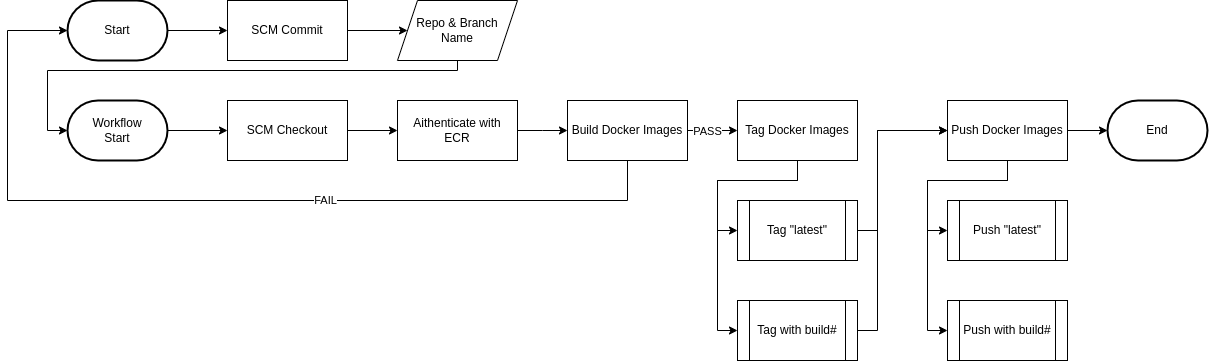 Start
SCM Commit
Repo & Branch
Name
Workflow
Start
SCM Checkout
Aithenticate with
ECR
Build Docker Images
PASS
Tag Docker Images
Push Docker Images
End
FAIL
Tag "latest"
Push "latest"
Tag with build#
Push with build#